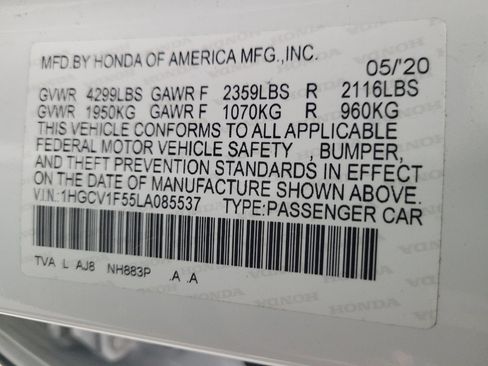 MFD.BY HONDA OF AMERICA MFG.,INC.
05/'20
GVWR 4299LBS GAWR F 2359LBS R 2116LBS
GVWR 1950KG GAWR F 1070KG R 960KG
THIS VEHICLE CONFORMS TO ALL APPLICABLE
FEDERAL MOTOR VEHICLE SAFETY , BUMPER,
AND THEFT PREVENTION STANDARDS IN EFFECT
ON THE DATE OF MANUFACTURE SHOWN ABOVE.
V.I.N.:1HGCV1F55LA085537 TYPE:PASSENGER CAR
TVA L AJ8 NH883P .A .A